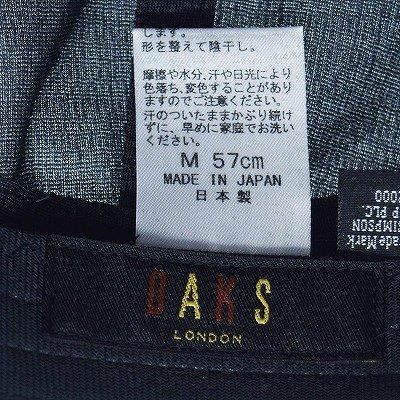 します。
形を整えて陰干し。
摩擦や水分、汗や日光により
色落ち、変色することがあり
ますのでご注意ください。
汗のついたままかぶり続け
ずに、早めに家庭でお洗い
ください。
M 57cm
MADE IN JAPAN
日本製
adeMark
IMPSON
P PLC.
2000
DAKS
LONDON